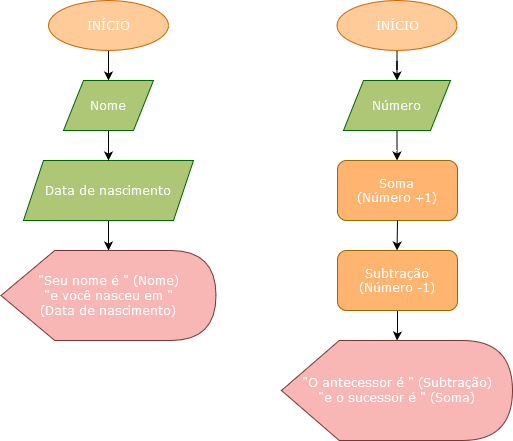 INÍCIO
Nome
Data de nascimento
"Seu nome é " (Nome)
"e você nasceu em "
(Data de nascimento)
INÍCIO
Número
Soma
(Número +1)
Subtração
(Número -1)
"O antecessor é " (Subtração)
"e o sucessor é " (Soma)